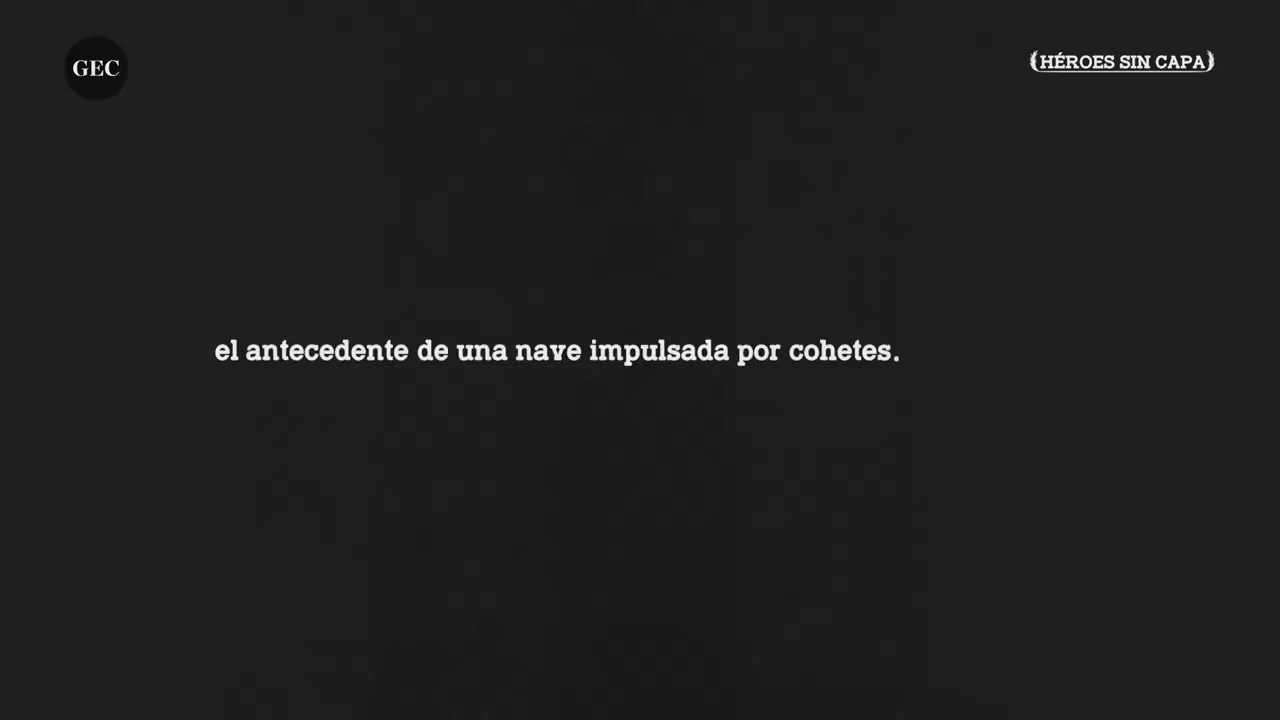 GEC
HÉROES SIN CAPA
el antecedente de una nave impulsada por cohetes.